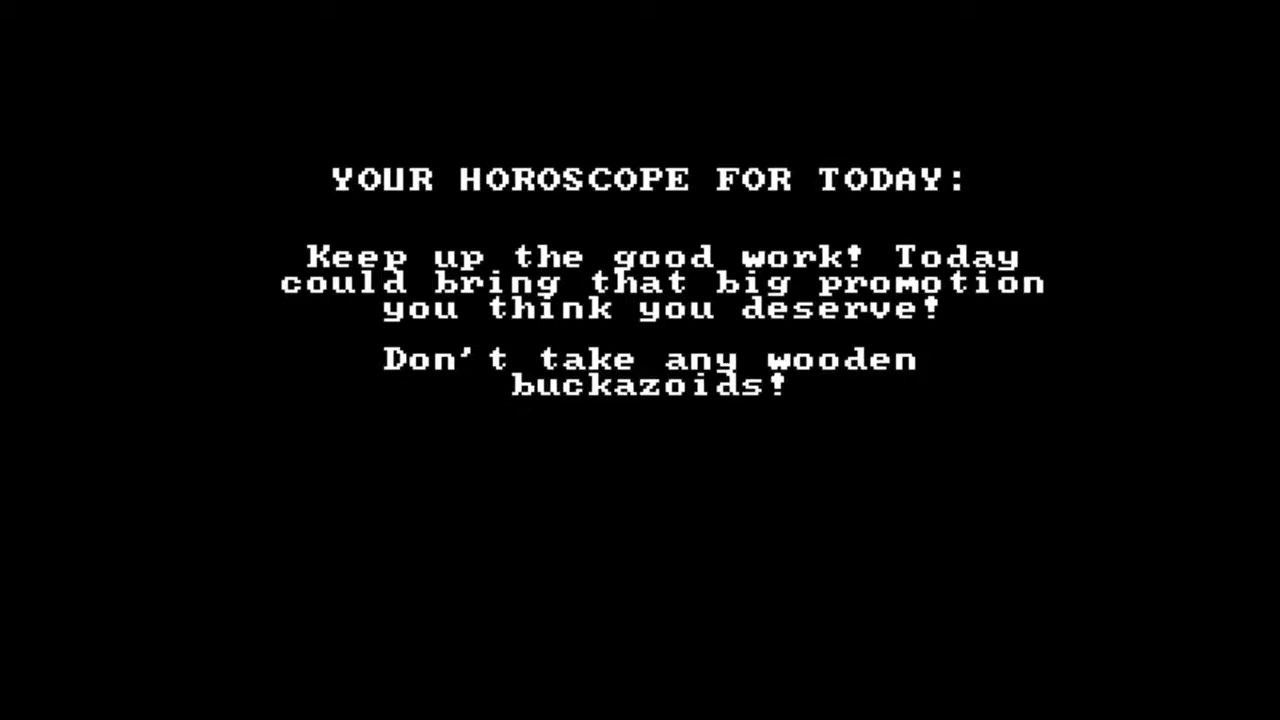 YOUR HOROSCOPE FOR TODAY:
Keep up the good work! Today
could bring that big promotion
you think you deserve!
Don't take any wooden
buckazoids!